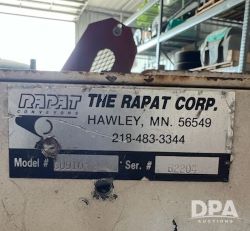 RAPAT
CONVEYORS
THE RAPAT CORP.
HAWLEY, MN. 56549
218-483-3344
Model #
Ser. #
DPA
AUCTIONS